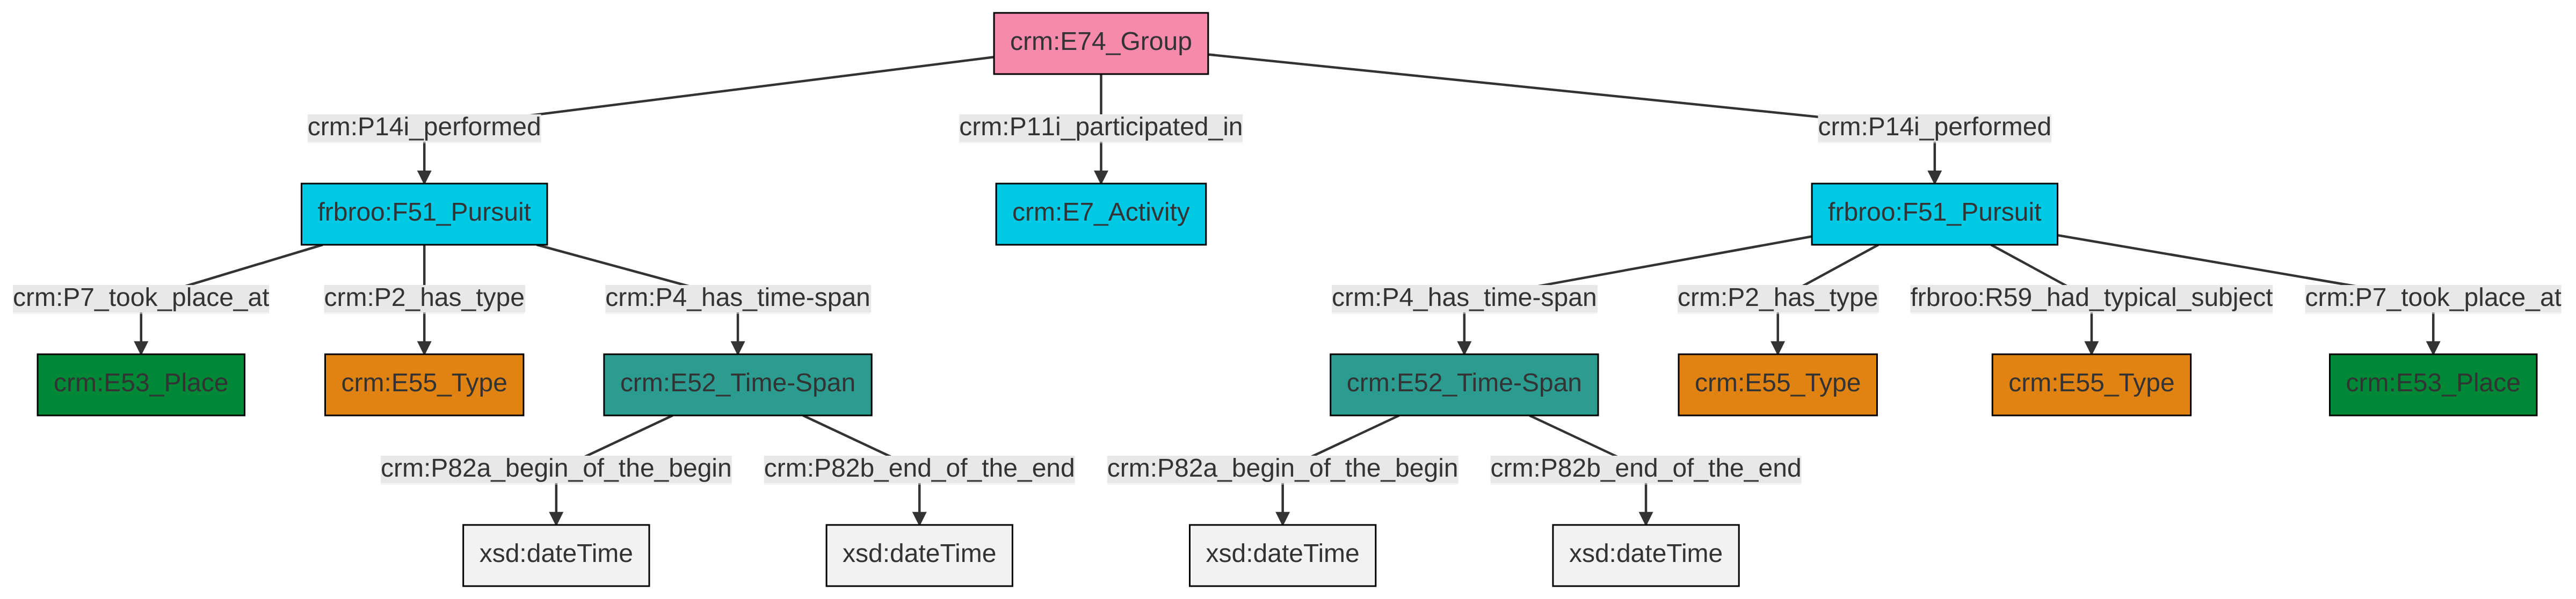 crm:E74_Group
crm:P14i_performed
crm:P11i_participated_in
crm:P14i_performed
frbroo:F51_Pursuit
crm:E7_Activity
frbroo:F51_Pursuit
crm:P7_took_place_at
crm:P2_has_type
crm:P4_has_time-span
crm:P4_has_time-span
crm:P2_has_type
frbroo:R59_had_typical_subject
crm:P7_took_place_at
crm:E53_Place
crm:E55_Type
crm:E52_Time-Span
crm:E52_Time-Span
crm:E55_Type
crm:E55_Type
crm:E53_Place
crm:P82a_begin_of_the_begin
crm:P82b_end_of_the_end
crm:P82a_begin_of_the_begin
crm:P82b_end_of_the_end
xsd:dateTime
xsd:dateTime
xsd:dateTime
xsd:dateTime